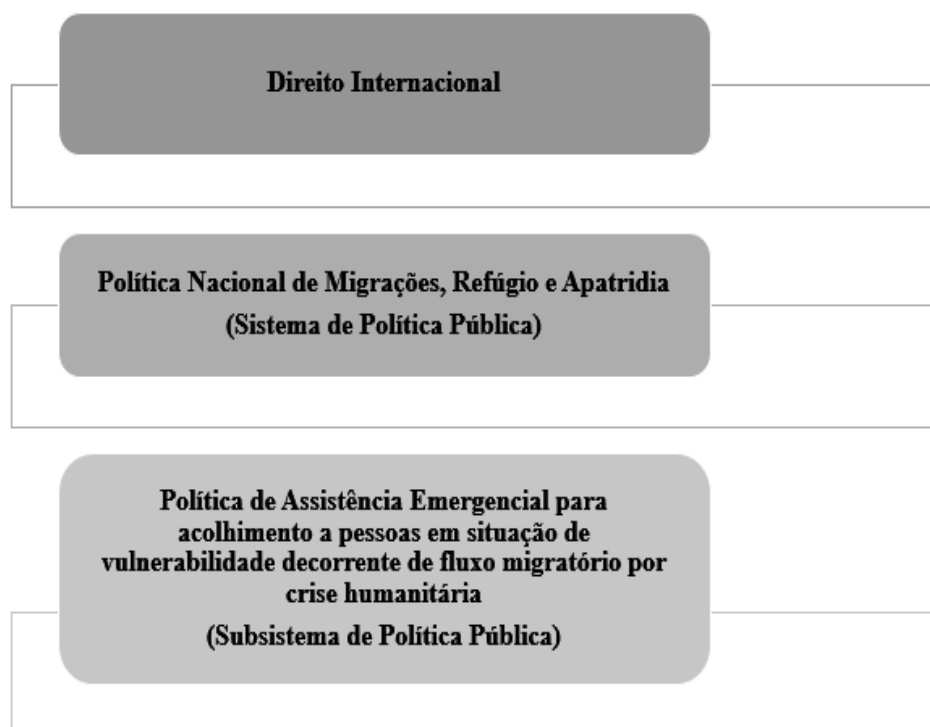 Direito Internacional
Política Nacional de Migrações, Refúgio e Apatridia
(Sistema de Política Pública)
Política de Assistência Emergencial para
acolhimento a pessoas em situação de
vulnerabilidade decorrente de fluxo migratório por
crise humanitária
(Subsistema de Política Pública)